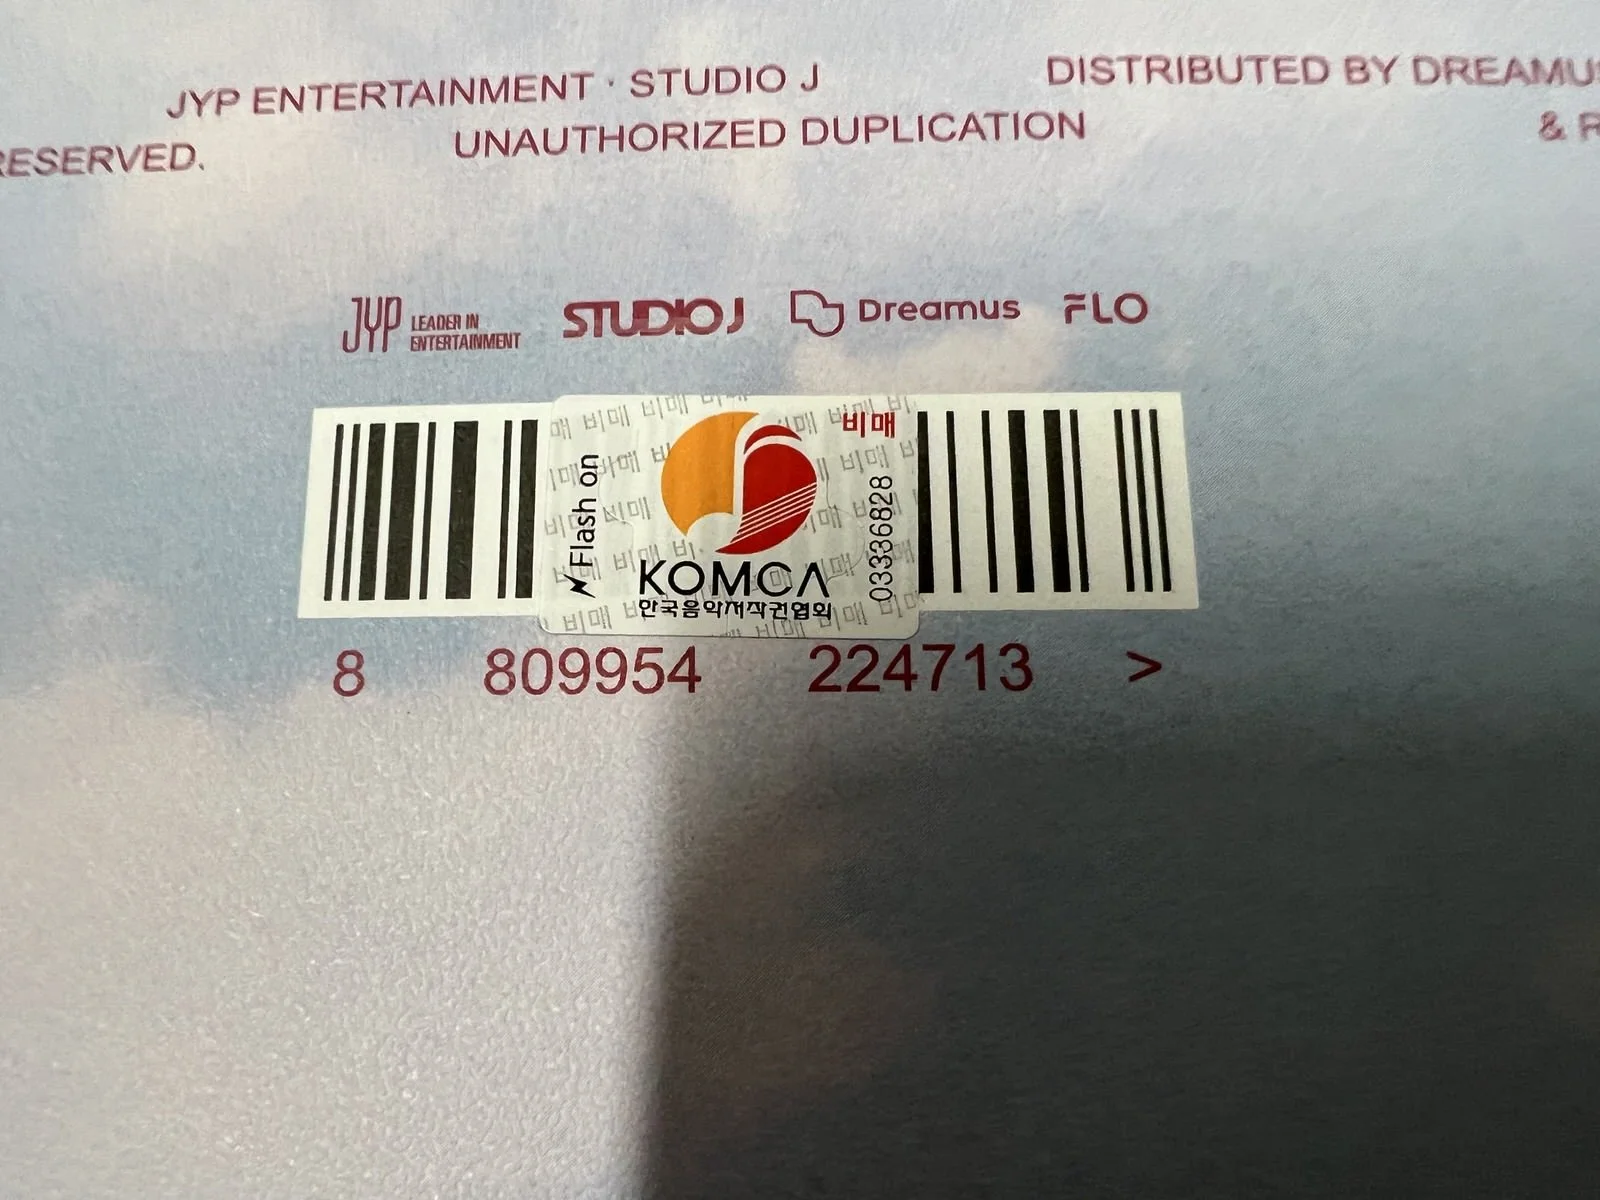 JYP ENTERTAINMENT · STUDIO J DISTRIBUTED BY DREAMUS
RESERVED. UNAUTHORIZED DUPLICATION &
JYP LEADER IN ENTERTAINMENT
STUDIO J
Dreamus
FLO
비매
Flash on
03336828
KOMCA
한국음악저작권협회
8 809954 224713 >